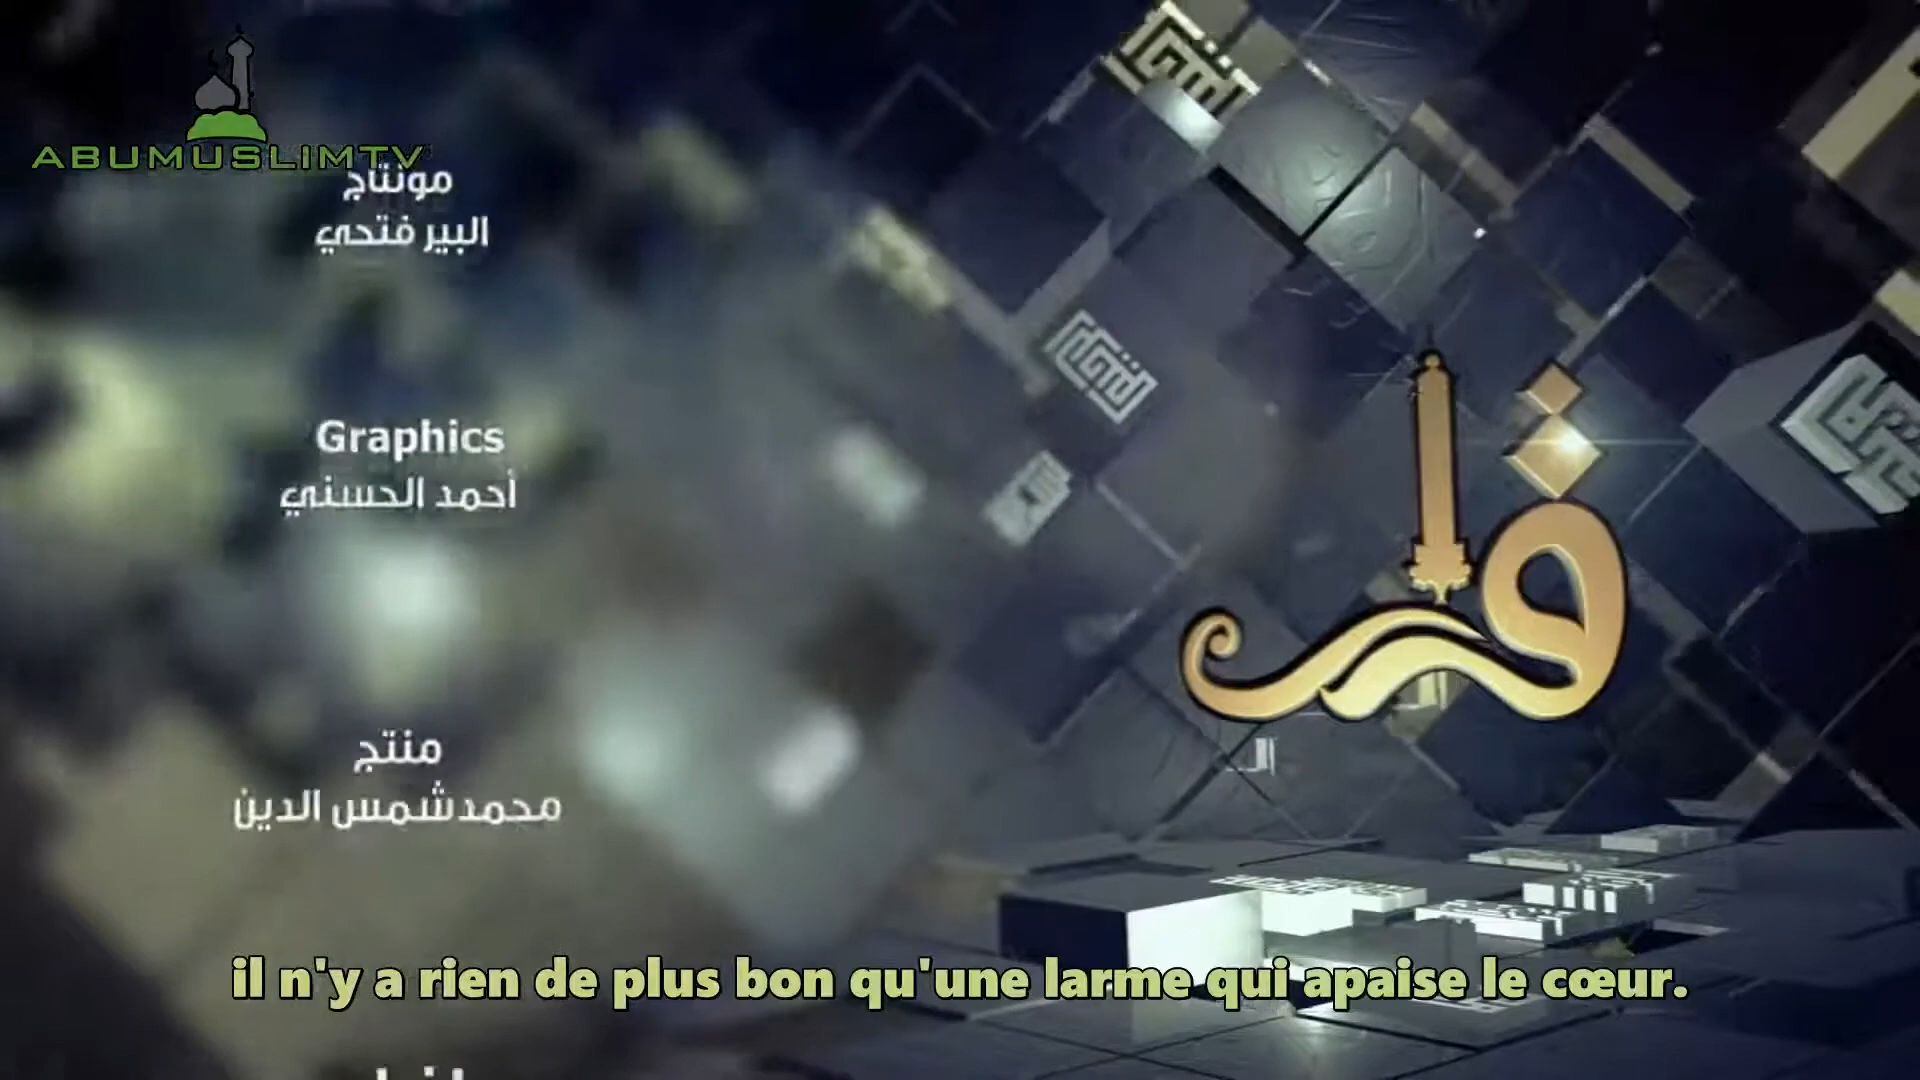 ABUMUSLIMTV
مونتاج
البير فتحي
Graphics
أحمد الحسني
منتج
محمدشمس الدين
il n'y a rien de plus bon qu'une larme qui apaise le cœur.